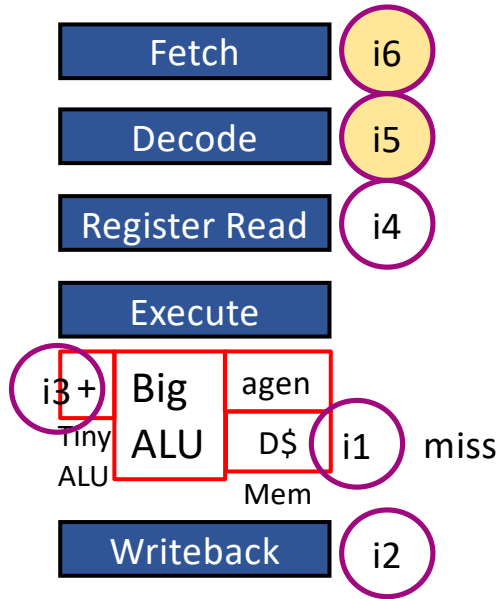 Fetch i6
Decode i5
Register Read i4
Execute
i3 + Big agen
Tiny ALU D$ i1 miss
ALU Mem
Writeback i2